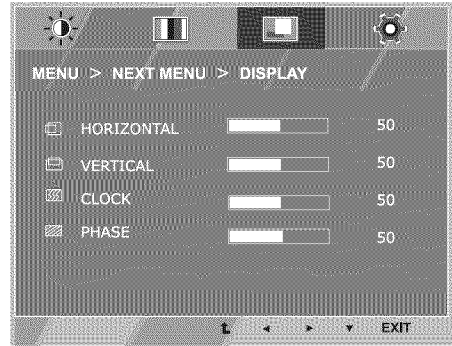 MENU > NEXT MENU > DISPLAY
HORIZONTAL 50
VERTICAL 50
CLOCK 50
PHASE 50
EXIT